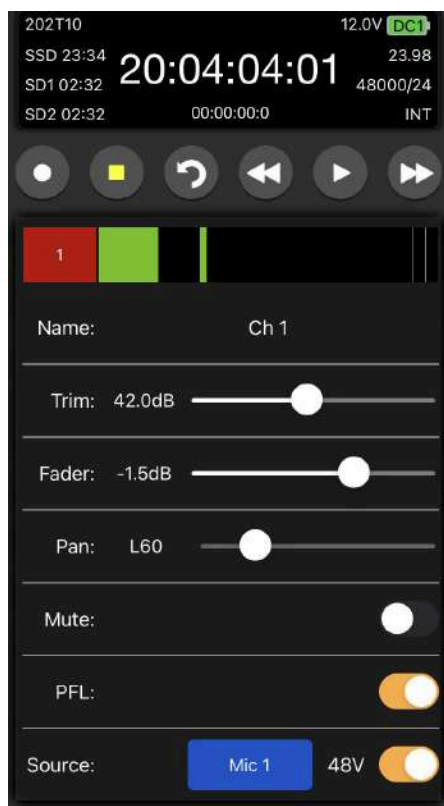 202T10 12.0V DC1
SSD 23:34 20:04:04:01 23.98
SD1 02:32 48000/24
SD2 02:32 00:00:00:0 INT
1
Name: Ch 1
Trim: 42.0dB
Fader: -1.5dB
Pan: L60
Mute:
PFL:
Source: Mic 1 48V